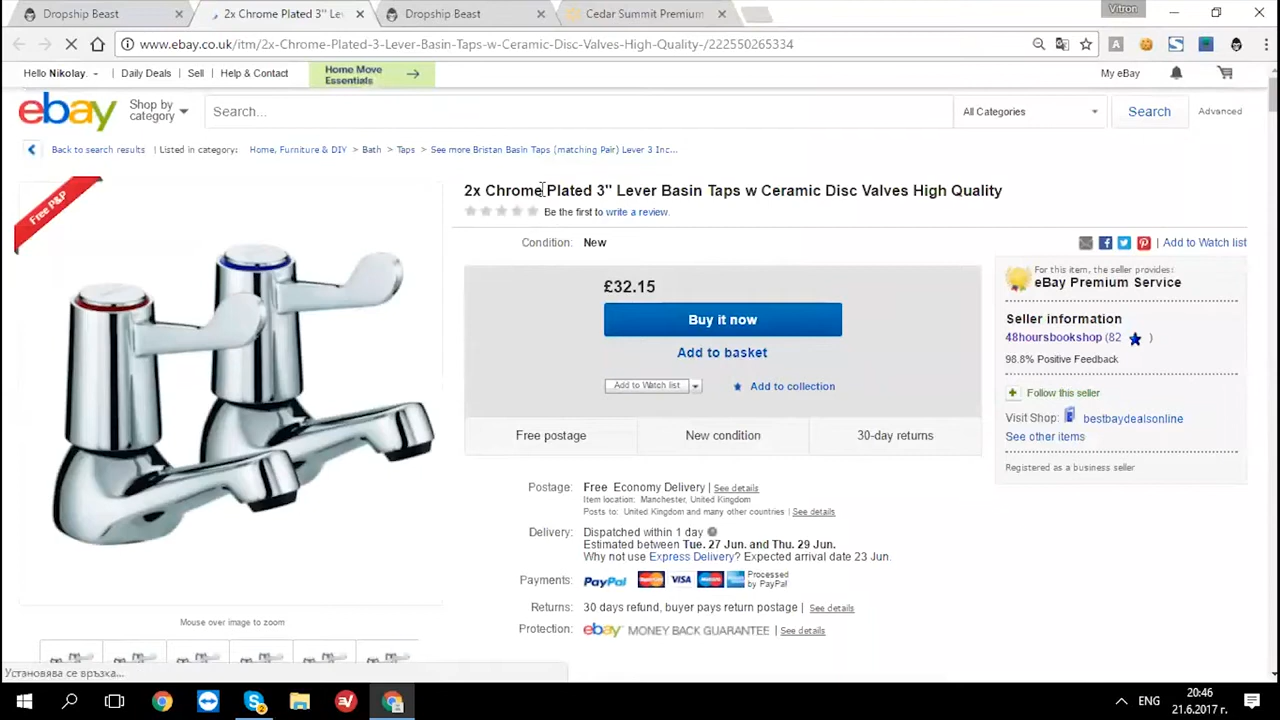 Dropship Beast
2x Chrome Plated 3" Lev
Dropship Beast
Cedar Summit Premium
Vitron
www.ebay.co.uk/itm/2x-Chrome-Plated-3-Lever-Basin-Taps-w-Ceramic-Disc-Valves-High-Quality-/222550265334
Hello Nikolay. | Daily Deals | Sell | Help & Contact
Home Move
Essentials
My eBay
ebay
Shop by
category
Search...
All Categories
Search
Advanced
Back to search results | Listed in category: Home, Furniture & DIY > Bath > Taps > See more Bristan Basin Taps (matching Pair) Lever 3 Inc...
Free P&P
2x Chrome Plated 3" Lever Basin Taps w Ceramic Disc Valves High Quality
Be the first to write a review.
Condition: New
| Add to Watch list
£32.15
Buy it now
Add to basket
Add to Watch list
Add to collection
Free postage
New condition
30-day returns
For this item, the seller provides:
eBay Premium Service
Seller information
48hoursbookshop (82 )
98.8% Positive Feedback
Follow this seller
Visit Shop: bestbaydealsonline
See other items
Registered as a business seller
Postage: Free Economy Delivery | See details
Item location: Manchester, United Kingdom
Posts to: United Kingdom and many other countries | See details
Delivery: Dispatched within 1 day
Estimated between Tue. 27 Jun. and Thu. 29 Jun.
Why not use Express Delivery? Expected arrival date 23 Jun.
Payments: PayPal MasterCard VISA Maestro Processed
by PayPal
Returns: 30 days refund, buyer pays return postage | See details
Protection: ebay MONEY BACK GUARANTEE | See details
Mouse over image to zoom
Установява се връзка...
ENG
20:46
21.6.2017 г.